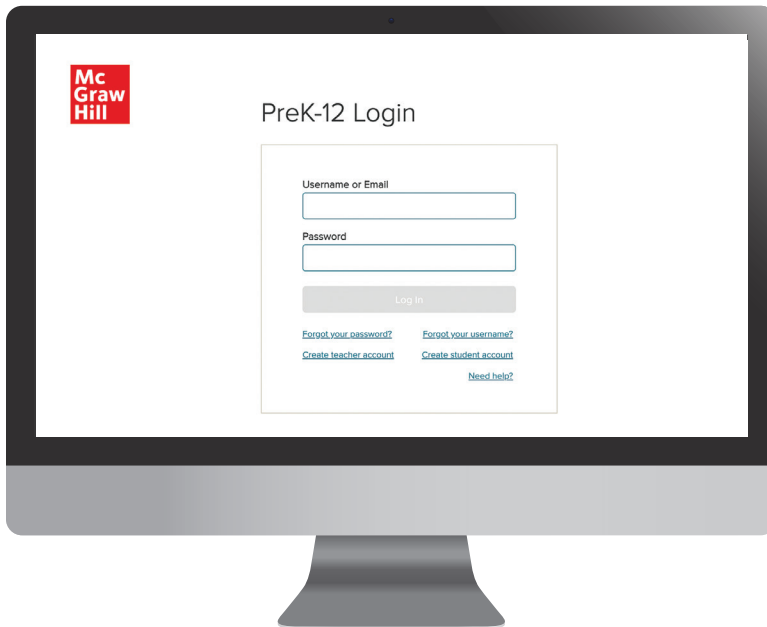 Mc
Graw
Hill
PreK-12 Login
Username or Email
Password
Log In
Forgot your password? Forgot your username?
Create teacher account Create student account
Need help?